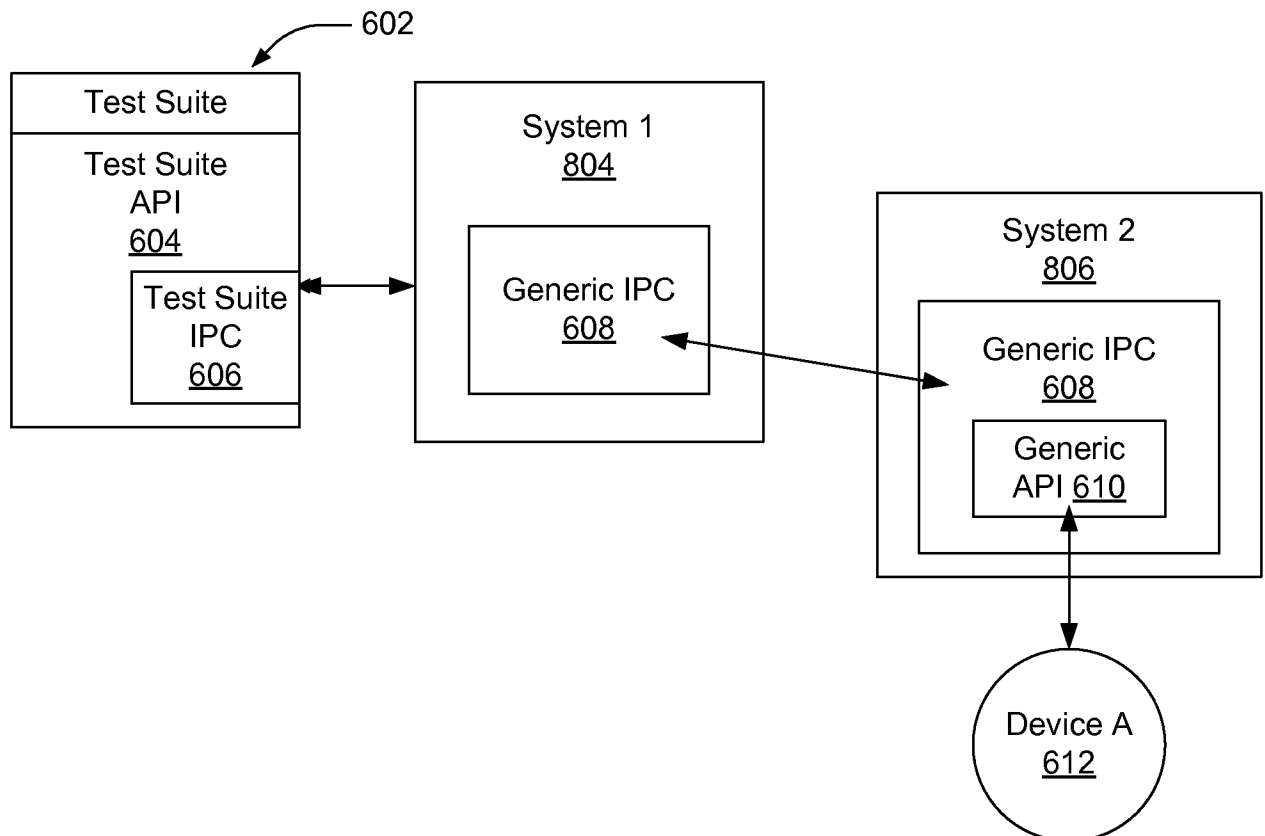 602
Test Suite
Test Suite
API
604
Test Suite
IPC
606
System 1
804
Generic IPC
608
System 2
806
Generic IPC
608
Generic
API 610
Device A
612